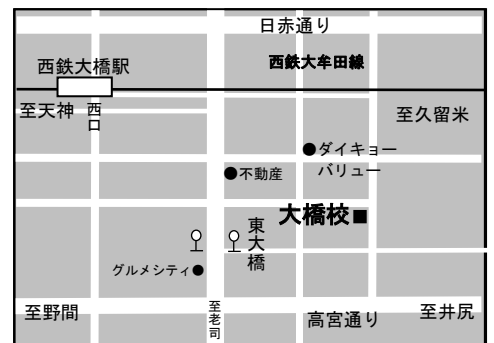 日赤通り
西鉄大牟田線
西鉄大橋駅
至天神
西口
至久留米
●ダイキョー
バリュー
●不動産
大橋校■
東大橋
グルメシティ●
至野間
至老司
高宮通り
至井尻